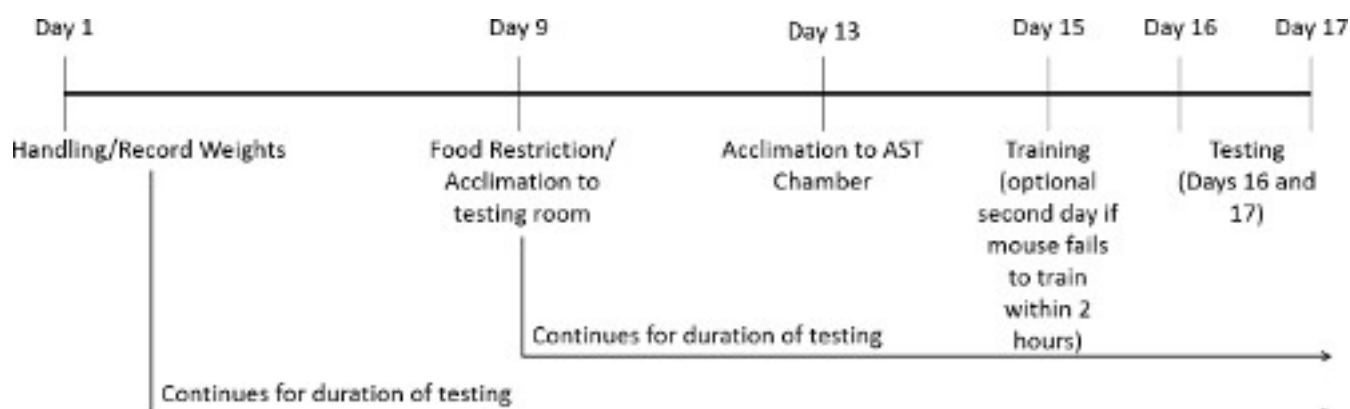 Day 1
Day 9
Day 13
Day 15
Day 16
Day 17
Handling/Record Weights
Food Restriction/
Acclimation to
testing room
Acclimation to AST
Chamber
Training
(optional
second day if
mouse fails
to train
within 2
hours)
Testing
(Days 16 and
17)
Continues for duration of testing
Continues for duration of testing